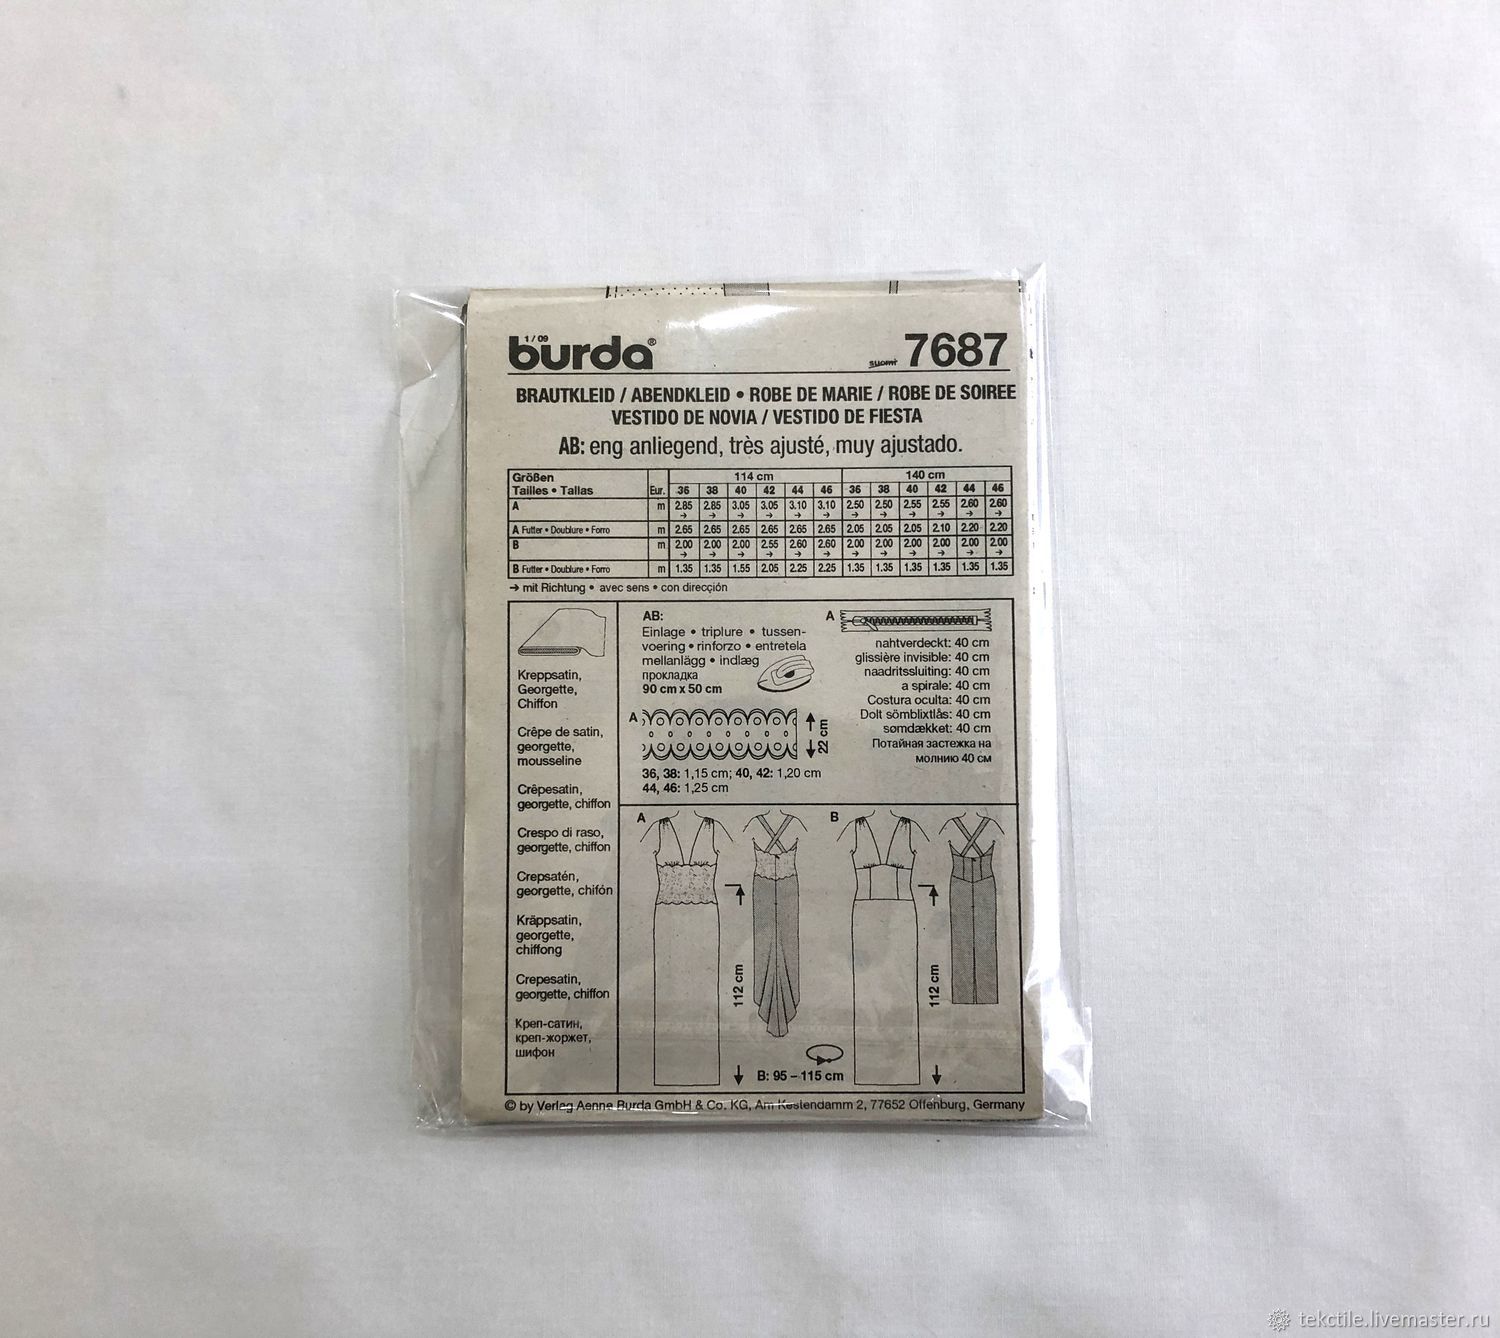 1 / 09
burda®
suomi 7687
BRAUTKLEID / ABENDKLEID • ROBE DE MARIE / ROBE DE SOIREE
VESTIDO DE NOVIA / VESTIDO DE FIESTA
AB: eng anliegend, très ajusté, muy ajustado.
Größen 114 cm 140 cm
Tailles • Tallas Eur. 36 38 40 42 44 46 36 38 40 42 44 46
A m 2.85 2.85 3.05 3.05 3.10 3.10 2.50 2.50 2.55 2.55 2.60 2.60
→ → → → → → → → → → → →
A Futter • Doublure • Forro m 2.65 2.65 2.65 2.65 2.65 2.65 2.05 2.05 2.05 2.10 2.20 2.20
B m 2.00 2.00 2.00 2.55 2.60 2.60 2.00 2.00 2.00 2.00 2.00 2.00
→ → → → → → → → → → → →
B Futter • Doublure • Forro m 1.35 1.35 1.55 2.05 2.25 2.25 1.35 1.35 1.35 1.35 1.35 1.35
→ mit Richtung • avec sens • con dirección
Kreppsatin,
Georgette,
Chiffon
Crêpe de satin,
georgette,
mousseline
Crêpesatin,
georgette, chiffon
Crespo di raso,
georgette, chiffon
Crepsatén,
georgette, chifón
Kräppsatin,
georgette,
chiffong
Crepesatin,
georgette, chiffon
Креп-сатин,
креп-жоржет,
шифон
AB:
Einlage • triplure • tussen-
voering • rinforzo • entretela
mellanlägg • indlæg
прокладка
90 cm x 50 cm
A
22 cm
36, 38: 1,15 cm; 40, 42: 1,20 cm
44, 46: 1,25 cm
A
nahtverdeckt: 40 cm
glissière invisible: 40 cm
naadritssluiting: 40 cm
a spirale: 40 cm
Costura oculta: 40 cm
Dolt sömblixtlås: 40 cm
sømdækket: 40 cm
Потайная застежка на
молнию 40 см
A
112 cm
B
112 cm
B: 95 – 115 cm
© by Verlag Aenne Burda GmbH & Co. KG, Am Kestendamm 2, 77652 Offenburg, Germany
tekctile.livemaster.ru